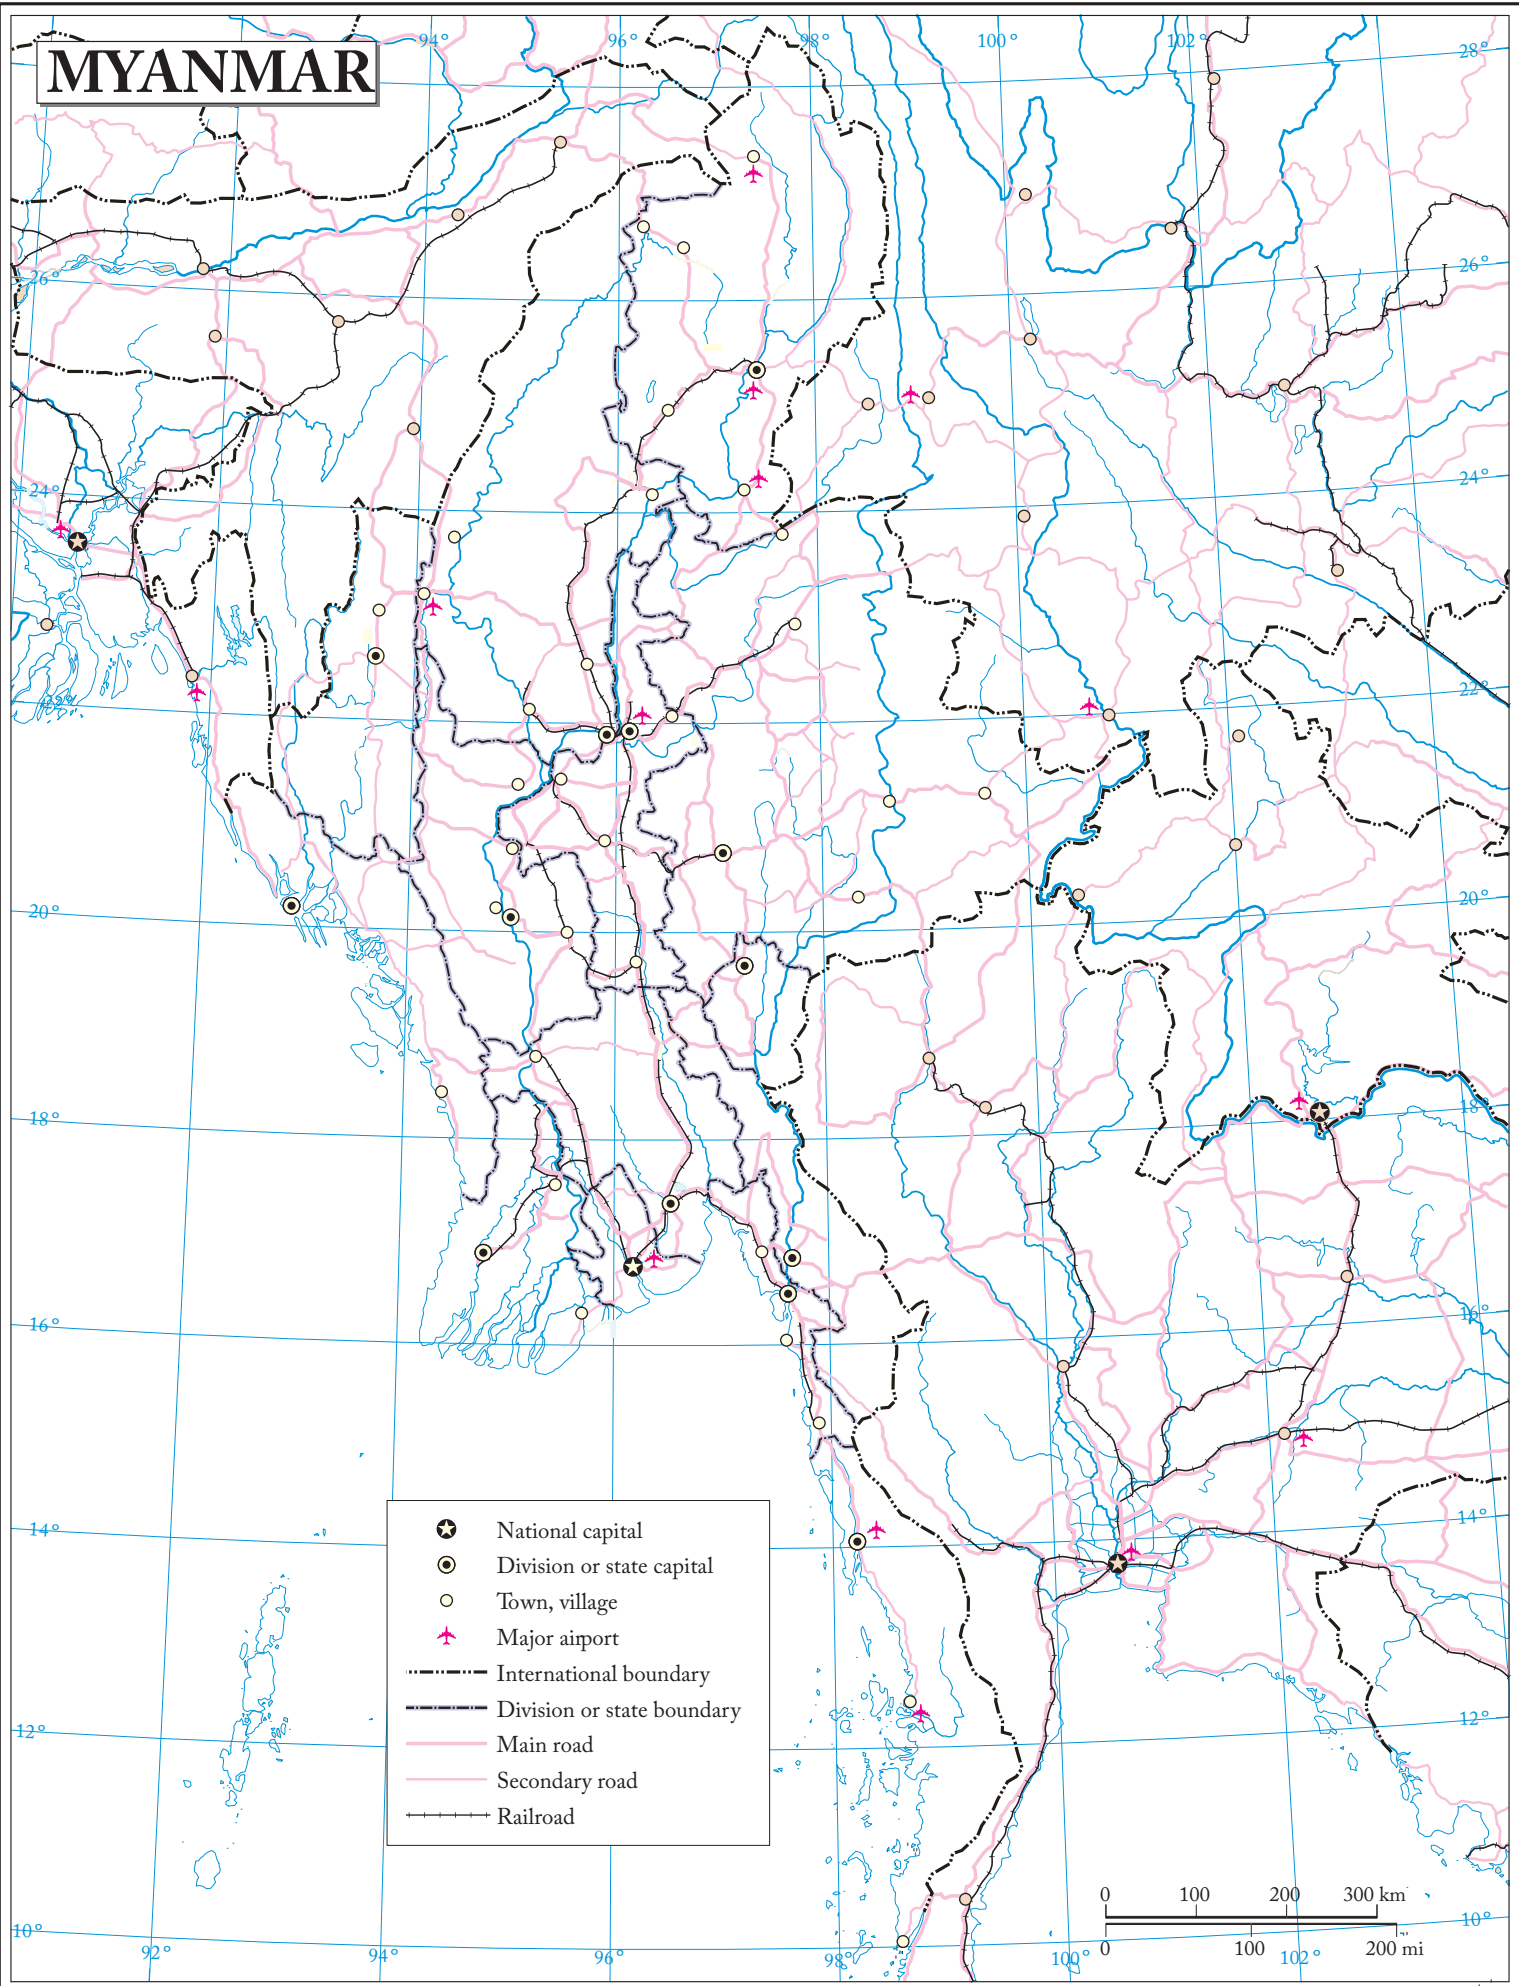 MYANMAR
94°
96°
98°
100°
102°
28°
26°
26°
24°
24°
22°
22°
20°
20°
18°
18°
16°
16°
14°
14°
12°
12°
10°
10°
92°
94°
96°
98°
100°
102°
National capital
Division or state capital
Town, village
Major airport
International boundary
Division or state boundary
Main road
Secondary road
Railroad
0 100 200 300 km
0 100 200 mi